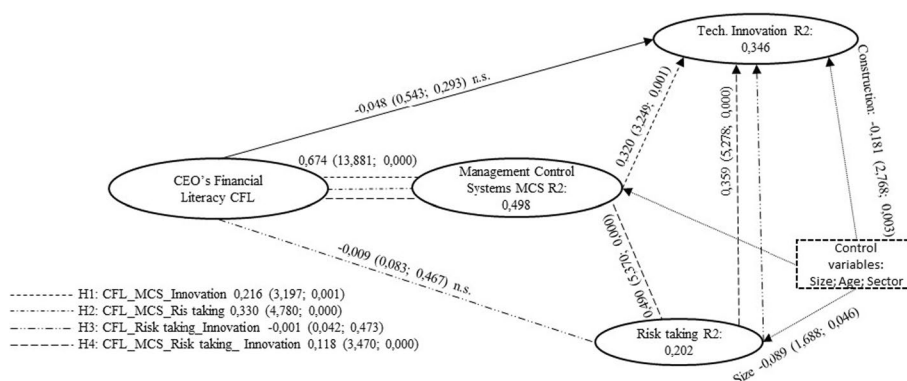 Tech. Innovation R2:
0,346
Construction: -0,181 (2,768; 0,003)
-0,048 (0,543; 0,293) n.s.
0,320 (3,249; 0,001)
0,359 (5,278; 0,000)
0,674 (13,881; 0,000)
CEO's Financial
Literacy CFL
Management Control
Systems MCS R2:
0,498
-0,009 (0,083; 0,467) n.s.
0,490 (5,370; 0,000)
Control
variables:
Size; Age; Sector
Risk taking R2:
0,202
Size -0,089 (1,688; 0,046)
H1: CFL_MCS_Innovation 0,216 (3,197; 0,001)
H2: CFL_MCS_Ris taking 0,330 (4,780; 0,000)
H3: CFL_Risk taking_Innovation -0,001 (0,042; 0,473)
H4: CFL_MCS_Risk taking_ Innovation 0,118 (3,470; 0,000)